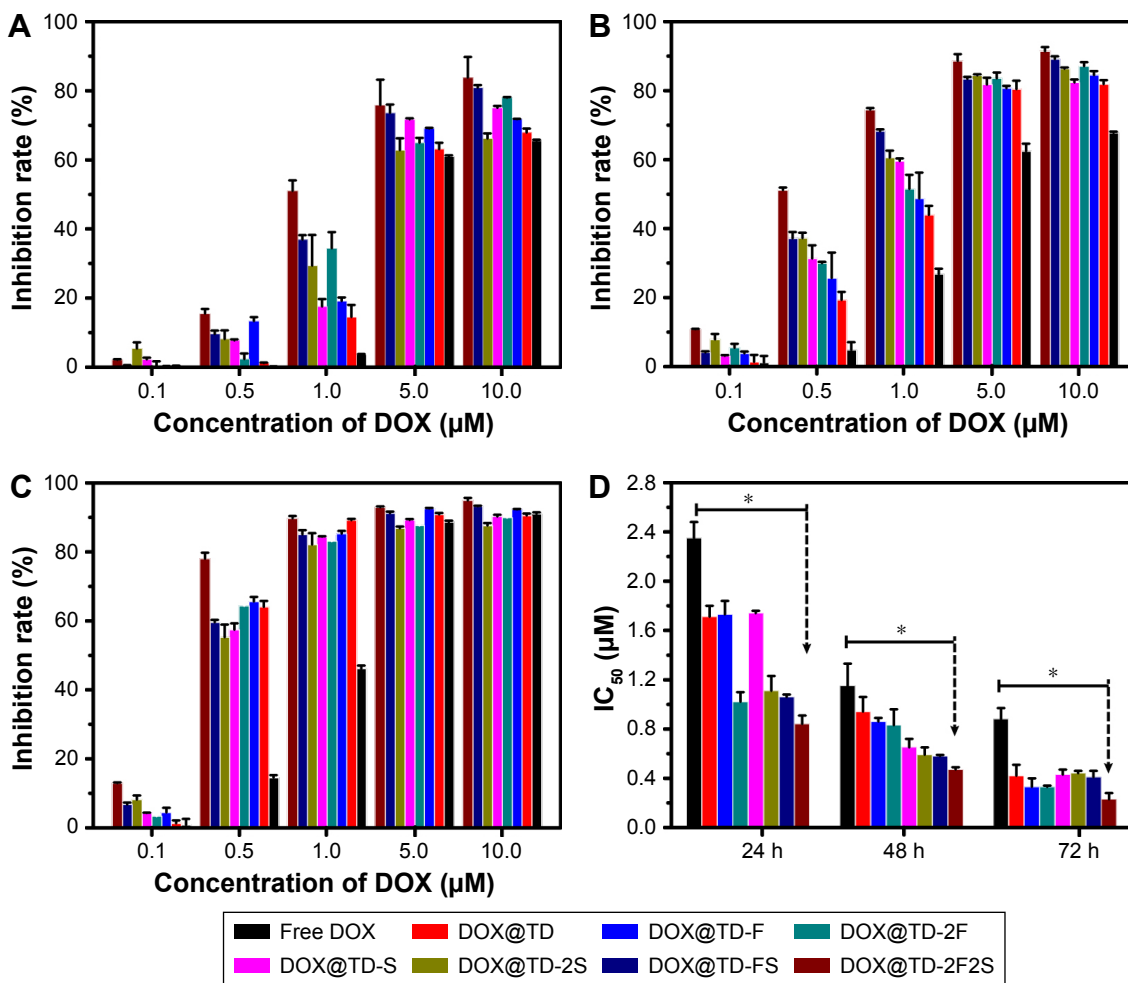 A
Inhibition rate (%)
100
80
60
40
20
0
0.1 0.5 1.0 5.0 10.0
Concentration of DOX (µM)
B
Inhibition rate (%)
100
80
60
40
20
0
0.1 0.5 1.0 5.0 10.0
Concentration of DOX (µM)
C
Inhibition rate (%)
100
80
60
40
20
0
0.1 0.5 1.0 5.0 10.0
Concentration of DOX (µM)
D
IC50 (µM)
2.8
2.4
2.0
1.6
1.2
0.8
0.4
0.0
* * *
24 h 48 h 72 h
Free DOX DOX@TD DOX@TD-F DOX@TD-2F
DOX@TD-S DOX@TD-2S DOX@TD-FS DOX@TD-2F2S